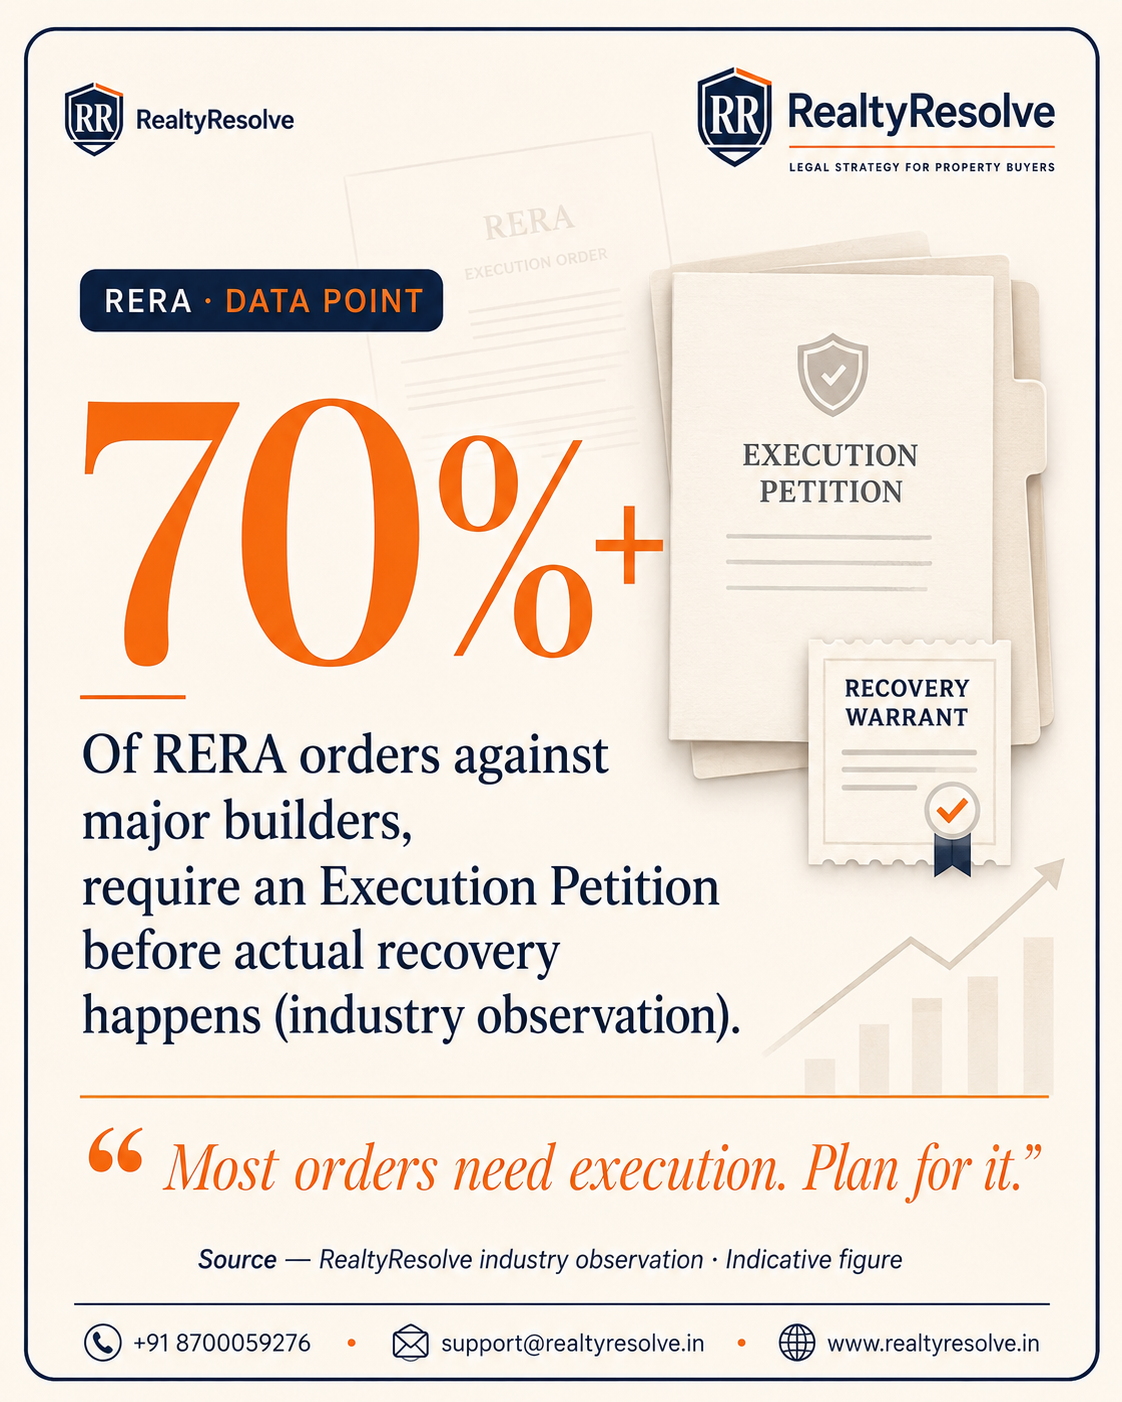 RR RealtyResolve
RR RealtyResolve
LEGAL STRATEGY FOR PROPERTY BUYERS
RERA
EXECUTION ORDER
RERA · DATA POINT
70%+
EXECUTION
PETITION
RECOVERY
WARRANT
Of RERA orders against
major builders,
require an Execution Petition
before actual recovery
happens (industry observation).
“ Most orders need execution. Plan for it.”
Source — RealtyResolve industry observation · Indicative figure
+91 8700059276 • support@realtyresolve.in • www.realtyresolve.in